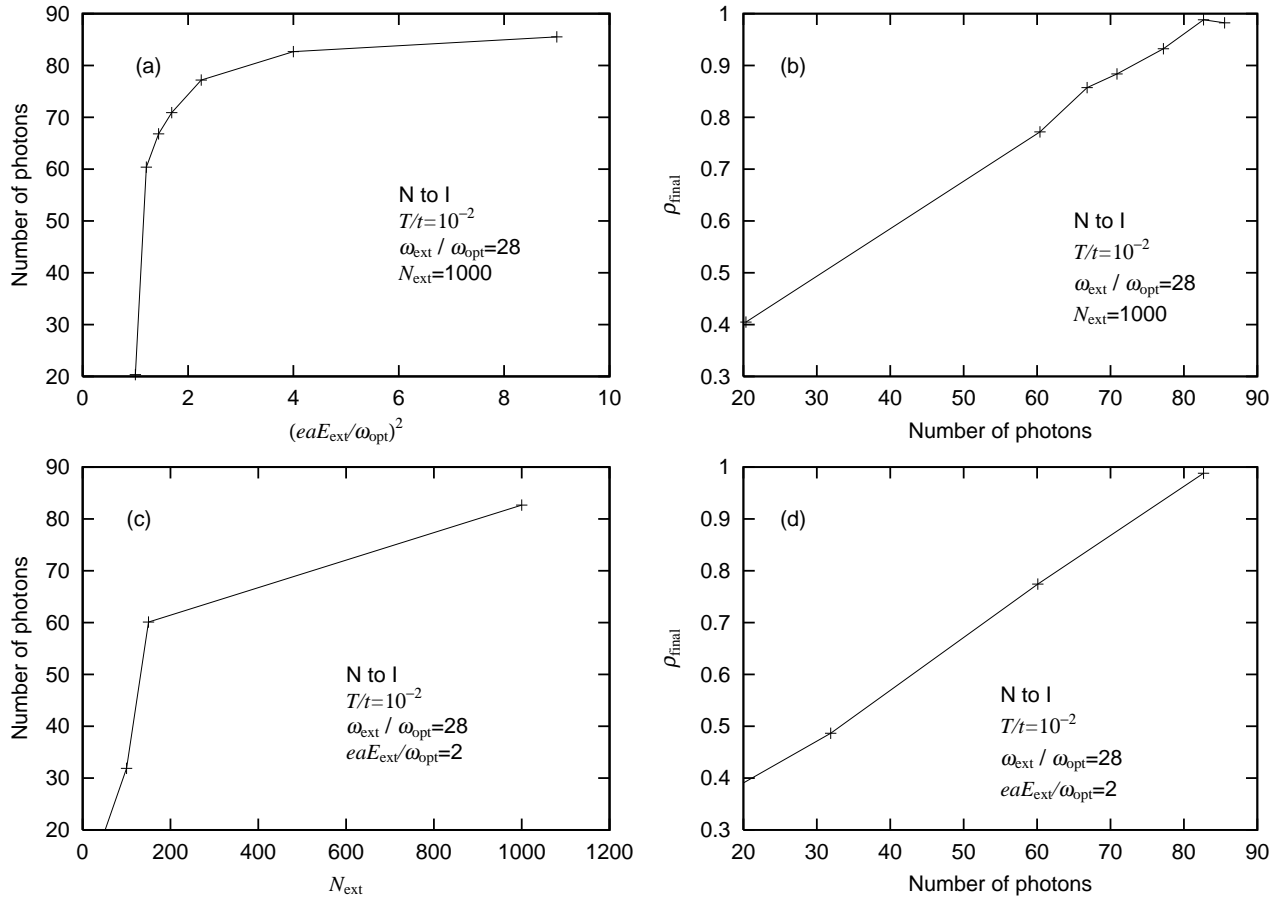 90
80
70
60
50
40
30
20
0
2
4
6
8
10
Number of photons
(eaE_ext/ω_opt)^2
(a)
N to I
T/t=10^−2
ω_ext / ω_opt=28
N_ext=1000
1
0.9
0.8
0.7
0.6
0.5
0.4
0.3
20
30
40
50
60
70
80
90
ρ_final
Number of photons
(b)
N to I
T/t=10^−2
ω_ext / ω_opt=28
N_ext=1000
90
80
70
60
50
40
30
20
0
200
400
600
800
1000
1200
Number of photons
N_ext
(c)
N to I
T/t=10^−2
ω_ext / ω_opt=28
eaE_ext/ω_opt=2
1
0.9
0.8
0.7
0.6
0.5
0.4
0.3
20
30
40
50
60
70
80
90
ρ_final
Number of photons
(d)
N to I
T/t=10^−2
ω_ext / ω_opt=28
eaE_ext/ω_opt=2